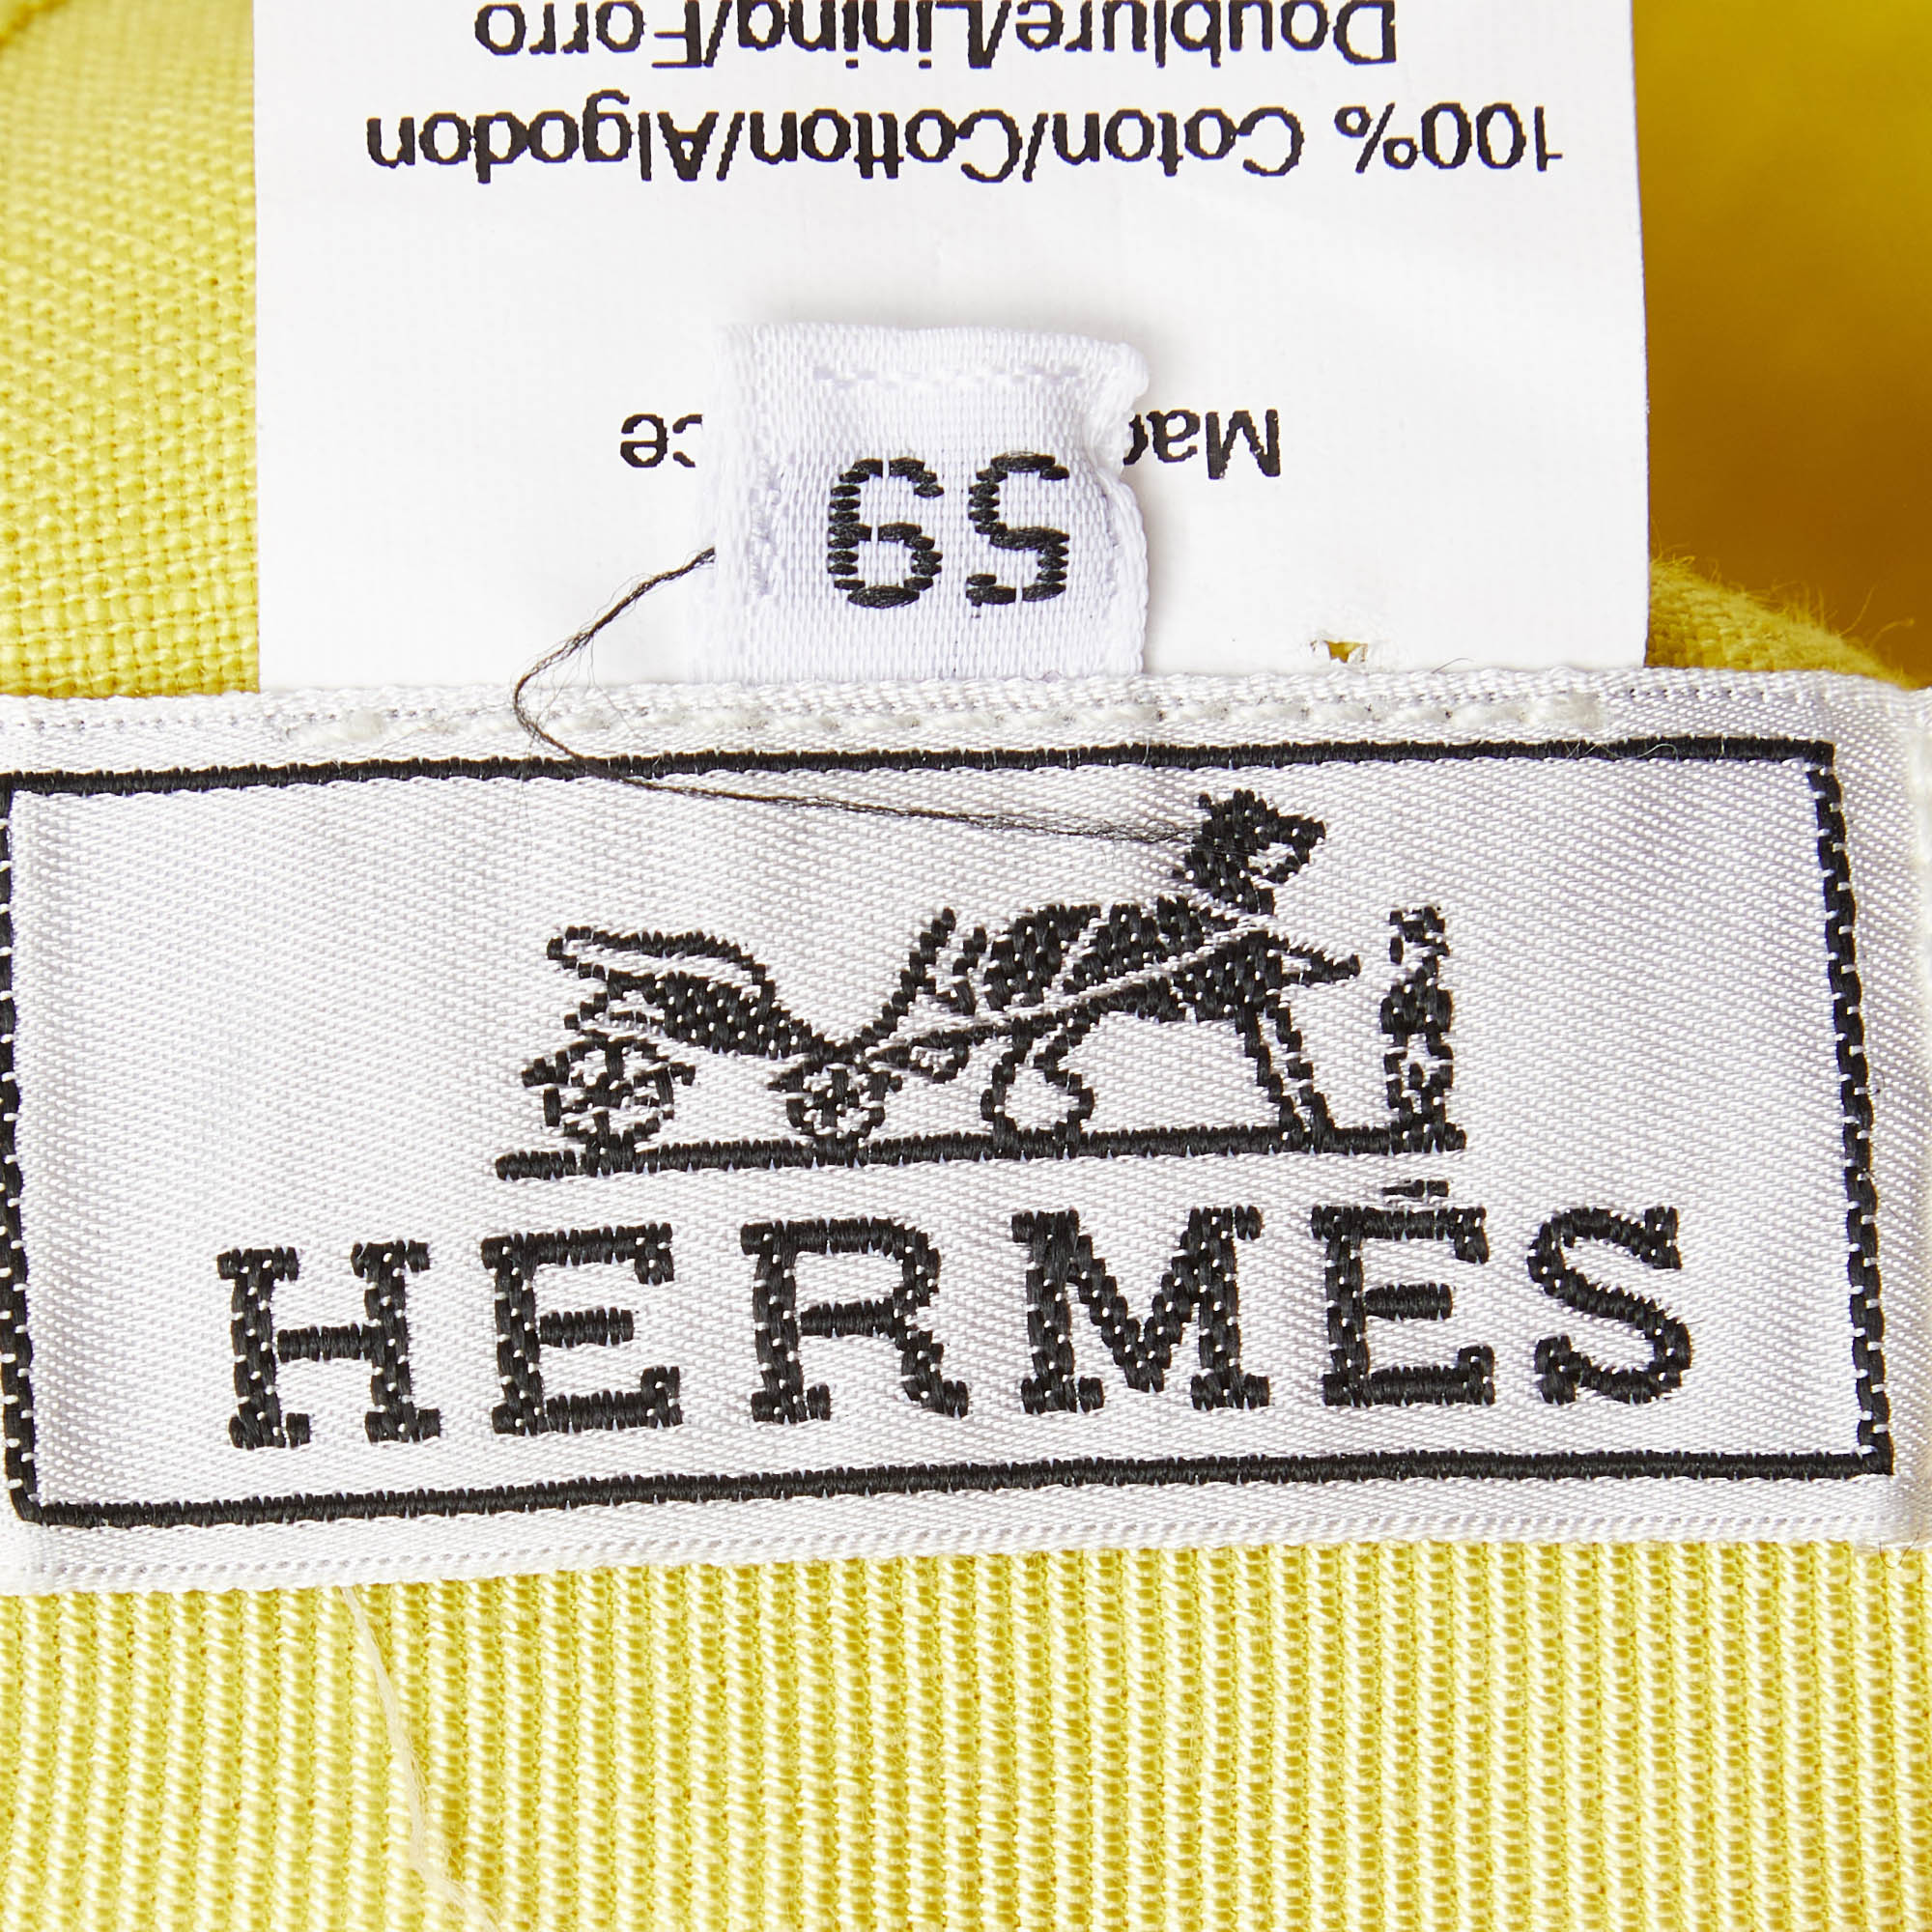 59
100% Coton/Cotton/Algodon
Doublure/Lining/Forro
HERMÈS